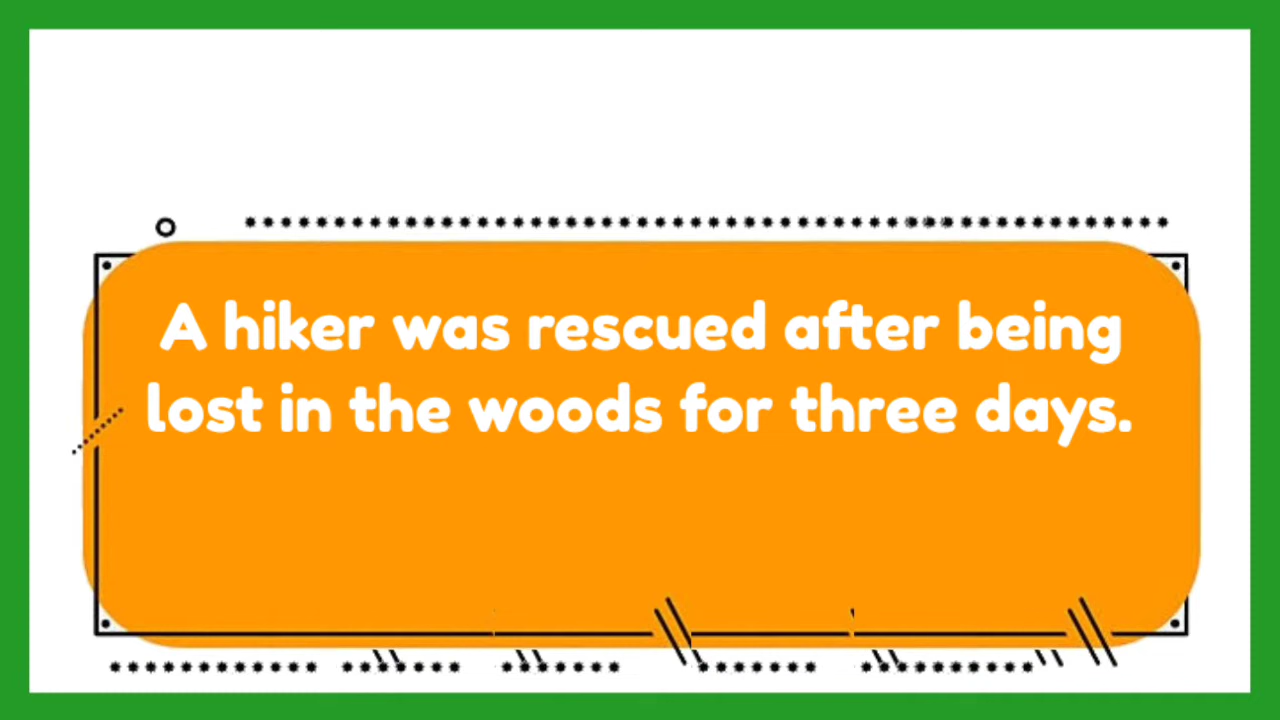 A hiker was rescued after being
lost in the woods for three days.